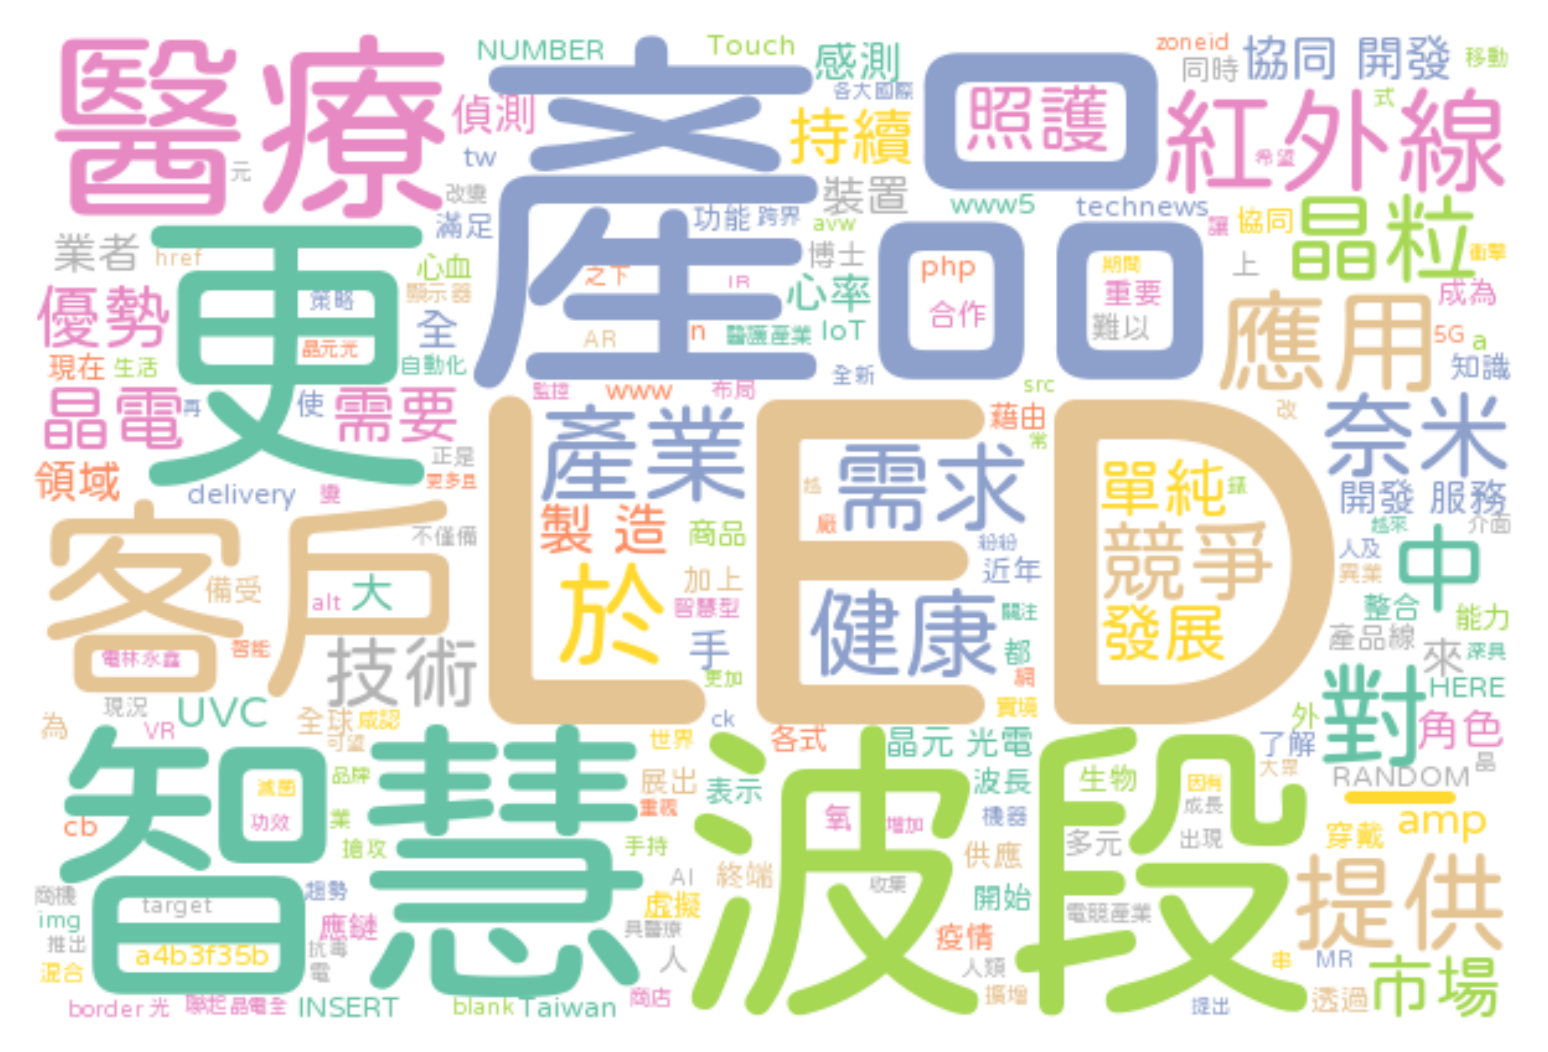 醫療
NUMBER
產品
Touch
感測
各大國際
zoneid
同時
協同 開發
移動
偵測
持續
照護
紅外線
式
希望
tw
元
改變
裝置
www5
technews
讓
協同
晶粒
衝擊
業者
href
更
滿足
功能
跨界
avw
博士
上
心血
策略
顯示器
之下
IR
心率
php
期間
重要
成為
優勢
全
AR
n
醫護產業
IoT
合作
難以
應用
5G
a
現在
生活
晶元光
自動化
監控
www
布局
全新
src
知識
晶電
再
使
需要
LED
產業
藉由
常
改
奈米
正是
領域
delivery
變
更多且
越
需求
單純
錶
開發 服務
客戶
不僅備
製 造
商品
廠
紛紛
競爭
越來
介面
備受
alt
大
於
加上
近年
人及
異業
中
電林永鑫
智能
技術
智慧型
健康
關注
發展
整合
能力
手
都
產品線
來
深具
更加
網
現況
UVC
全球
咸認
ck
實境
外
對
HERE
為
VR
可望
世界
各式
晶元 光電
了解
角色
智慧
波段
品牌
展出
表示
波長
生物
因有
大眾
RANDOM
晶
滅菌
cb
功效
業
重視
氧
增加
機器
成長
一
amp
搶攻
手持
多元
出現
穿戴
商機
target
趨勢
AI
終端
收集
供應
提供
img
應鏈
虛擬
開始
電競產業
推出
a4b3f35b
抗毒
具醫療
疫情
混合
電
人
人類
串
MR
市場
border
光
聯起
晶電全
INSERT
blank
Taiwan
商店
擴增
提出
透過